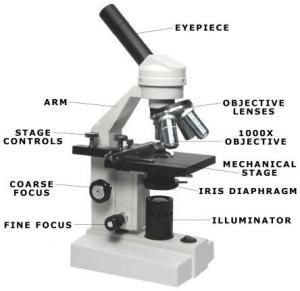 EYEPIECE
ARM
OBJECTIVE
LENSES
STAGE
CONTROLS
1000X
OBJECTIVE
MECHANICAL
STAGE
COARSE
FOCUS
IRIS DIAPHRAGM
FINE FOCUS
ILLUMINATOR